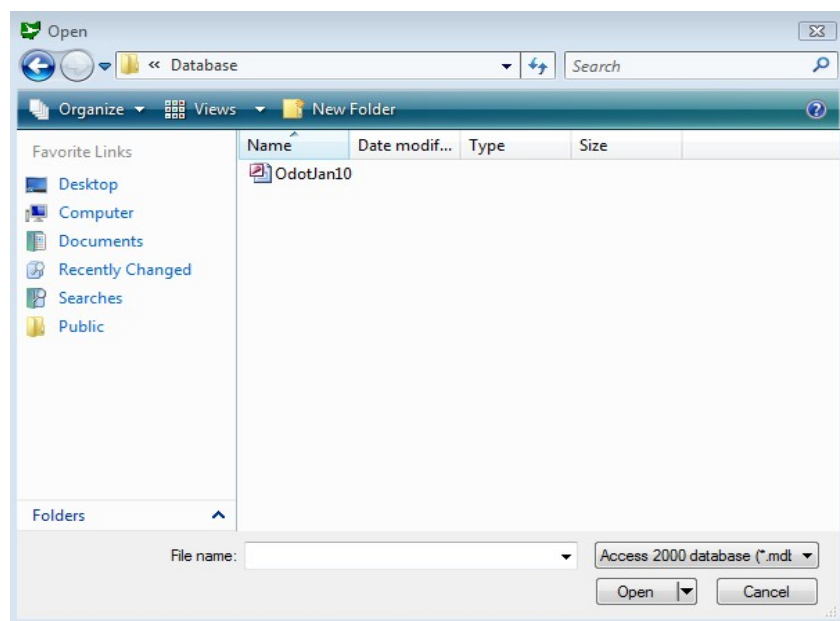 Open
« Database
Search
Organize Views New Folder
Favorite Links
Desktop
Computer
Documents
Recently Changed
Searches
Public
Folders
Name Date modif... Type Size
OdotJan10
File name:
Access 2000 database (*.mdb
Open Cancel